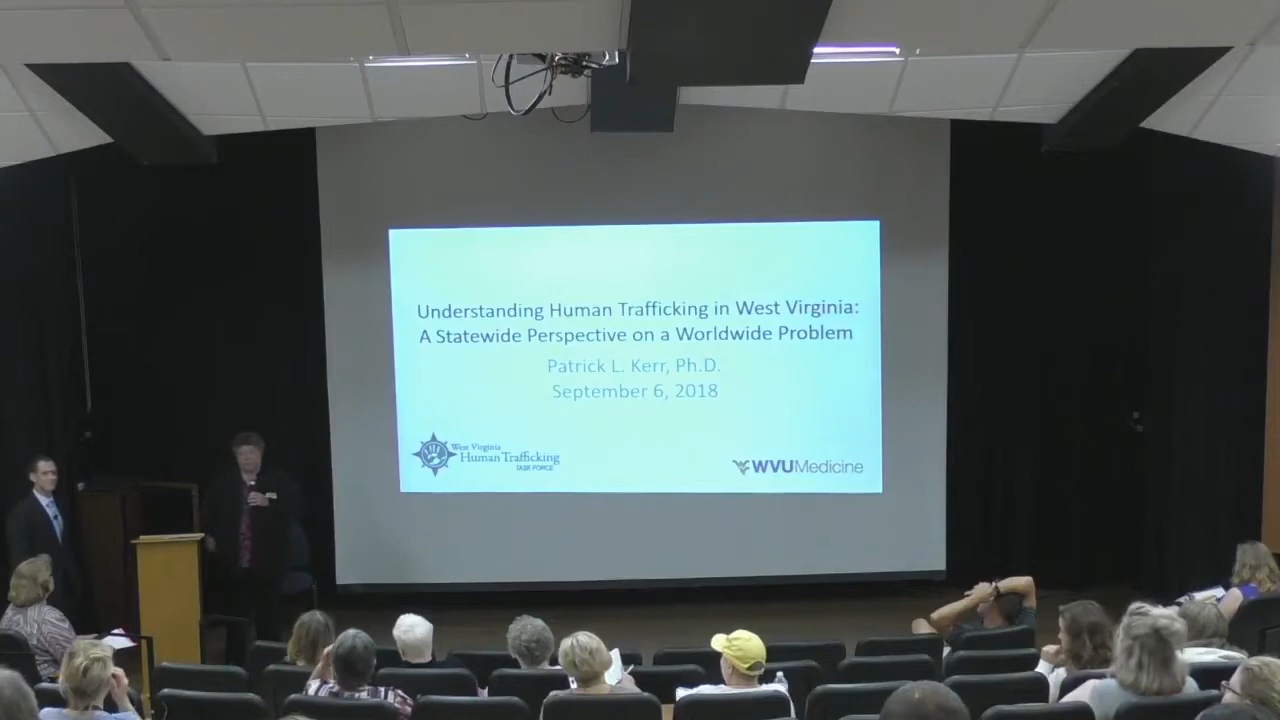 Understanding Human Trafficking in West Virginia:
A Statewide Perspective on a Worldwide Problem
Patrick L. Kerr, Ph.D.
September 6, 2018
West Virginia
Human Trafficking
TASK FORCE
WVUMedicine